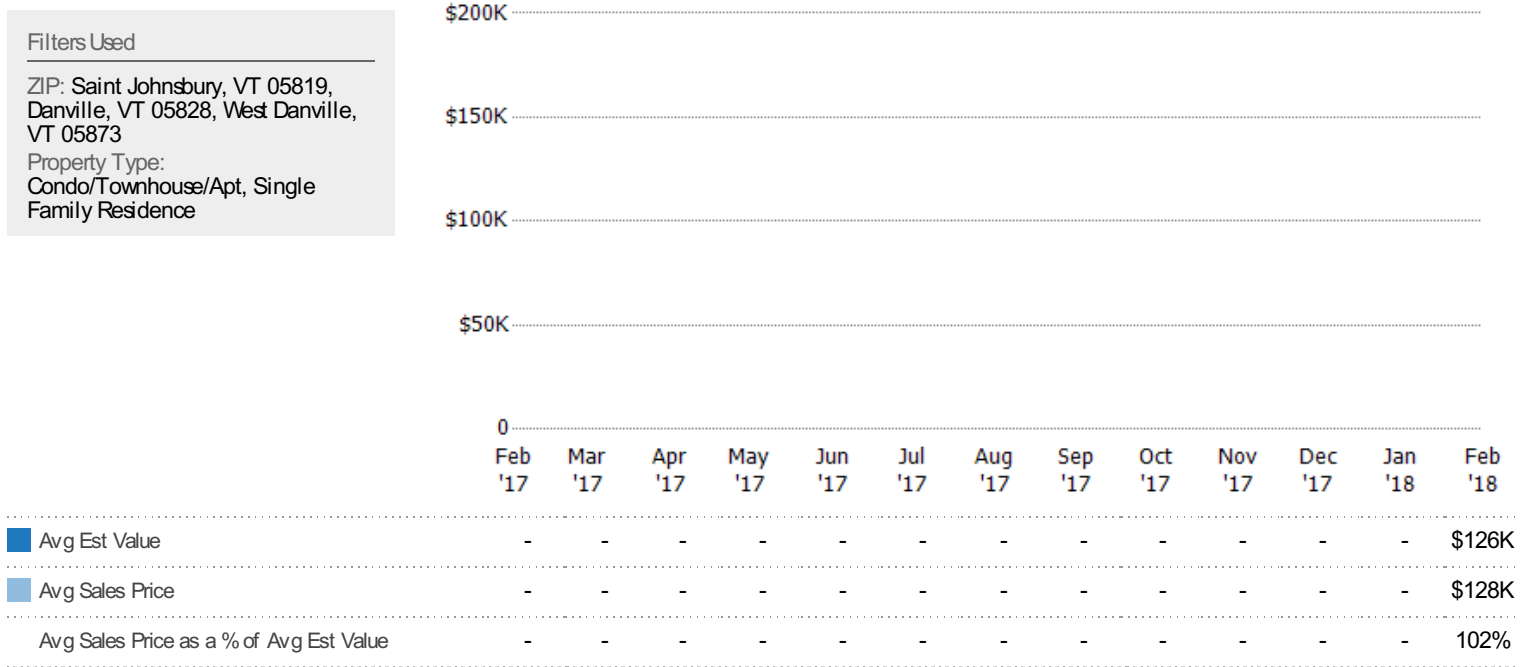 Filters Used
ZIP: Saint Johnsbury, VT 05819,
Danville, VT 05828, West Danville,
VT 05873
Property Type:
Condo/Townhouse/Apt, Single
Family Residence
$200K
$150K
$100K
$50K
0
Feb Mar Apr May Jun Jul Aug Sep Oct Nov Dec Jan Feb
'17 '17 '17 '17 '17 '17 '17 '17 '17 '17 '17 '18 '18
Avg Est Value - - - - - - - - - - - - $126K
Avg Sales Price - - - - - - - - - - - - $128K
Avg Sales Price as a % of Avg Est Value - - - - - - - - - - - - 102%